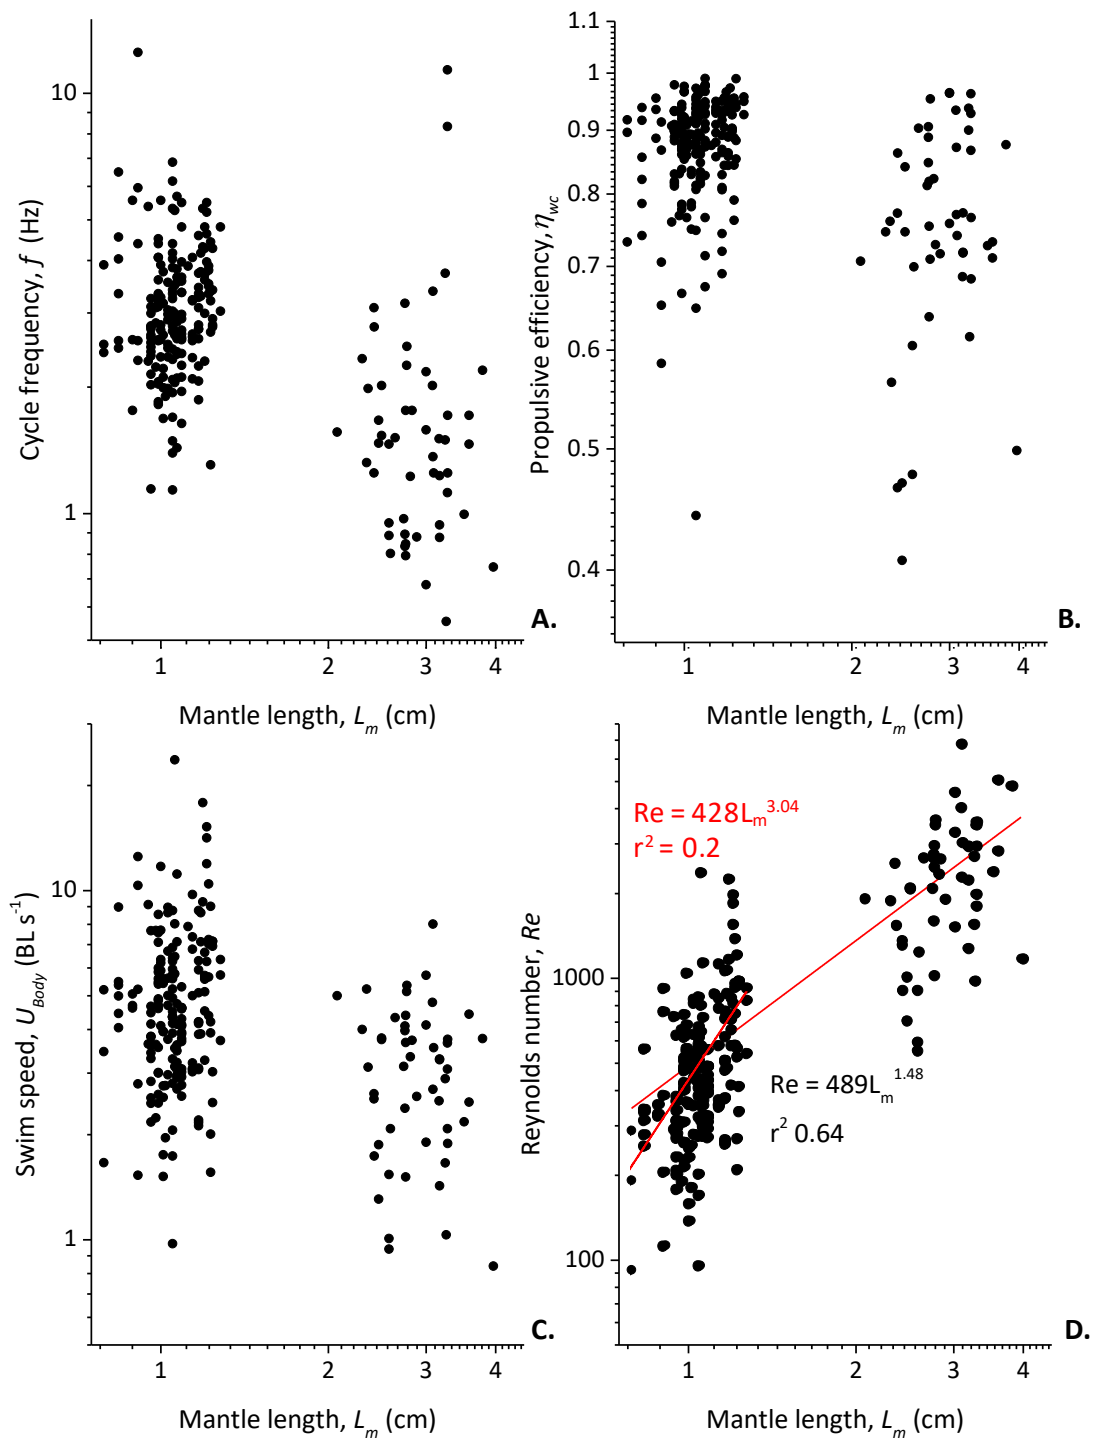 Cycle frequency, f (Hz)
10
1
1
2
3
4
Mantle length, Lm (cm)
A.
Propulsive efficiency, ηwc
1.1
1
0.9
0.8
0.7
0.6
0.5
0.4
1
2
3
4
Mantle length, Lm (cm)
B.
Swim speed, UBody (BL s-1)
10
1
1
2
3
4
Mantle length, Lm (cm)
C.
Reynolds number, Re
1000
100
Re = 428Lm3.04
r2 = 0.2
Re = 489Lm1.48
r2 0.64
1
2
3
4
Mantle length, Lm (cm)
D.